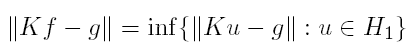 ‖Kf − g‖ = inf{‖Ku − g‖ : u ∈ H₁}